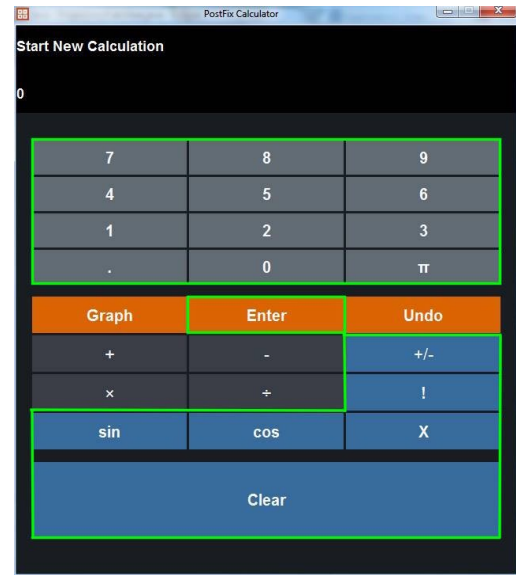 PostFix Calculator
Start New Calculation
0
7 8 9
4 5 6
1 2 3
. 0 π
Graph Enter Undo
+ - +/-
× ÷ !
sin cos X
Clear